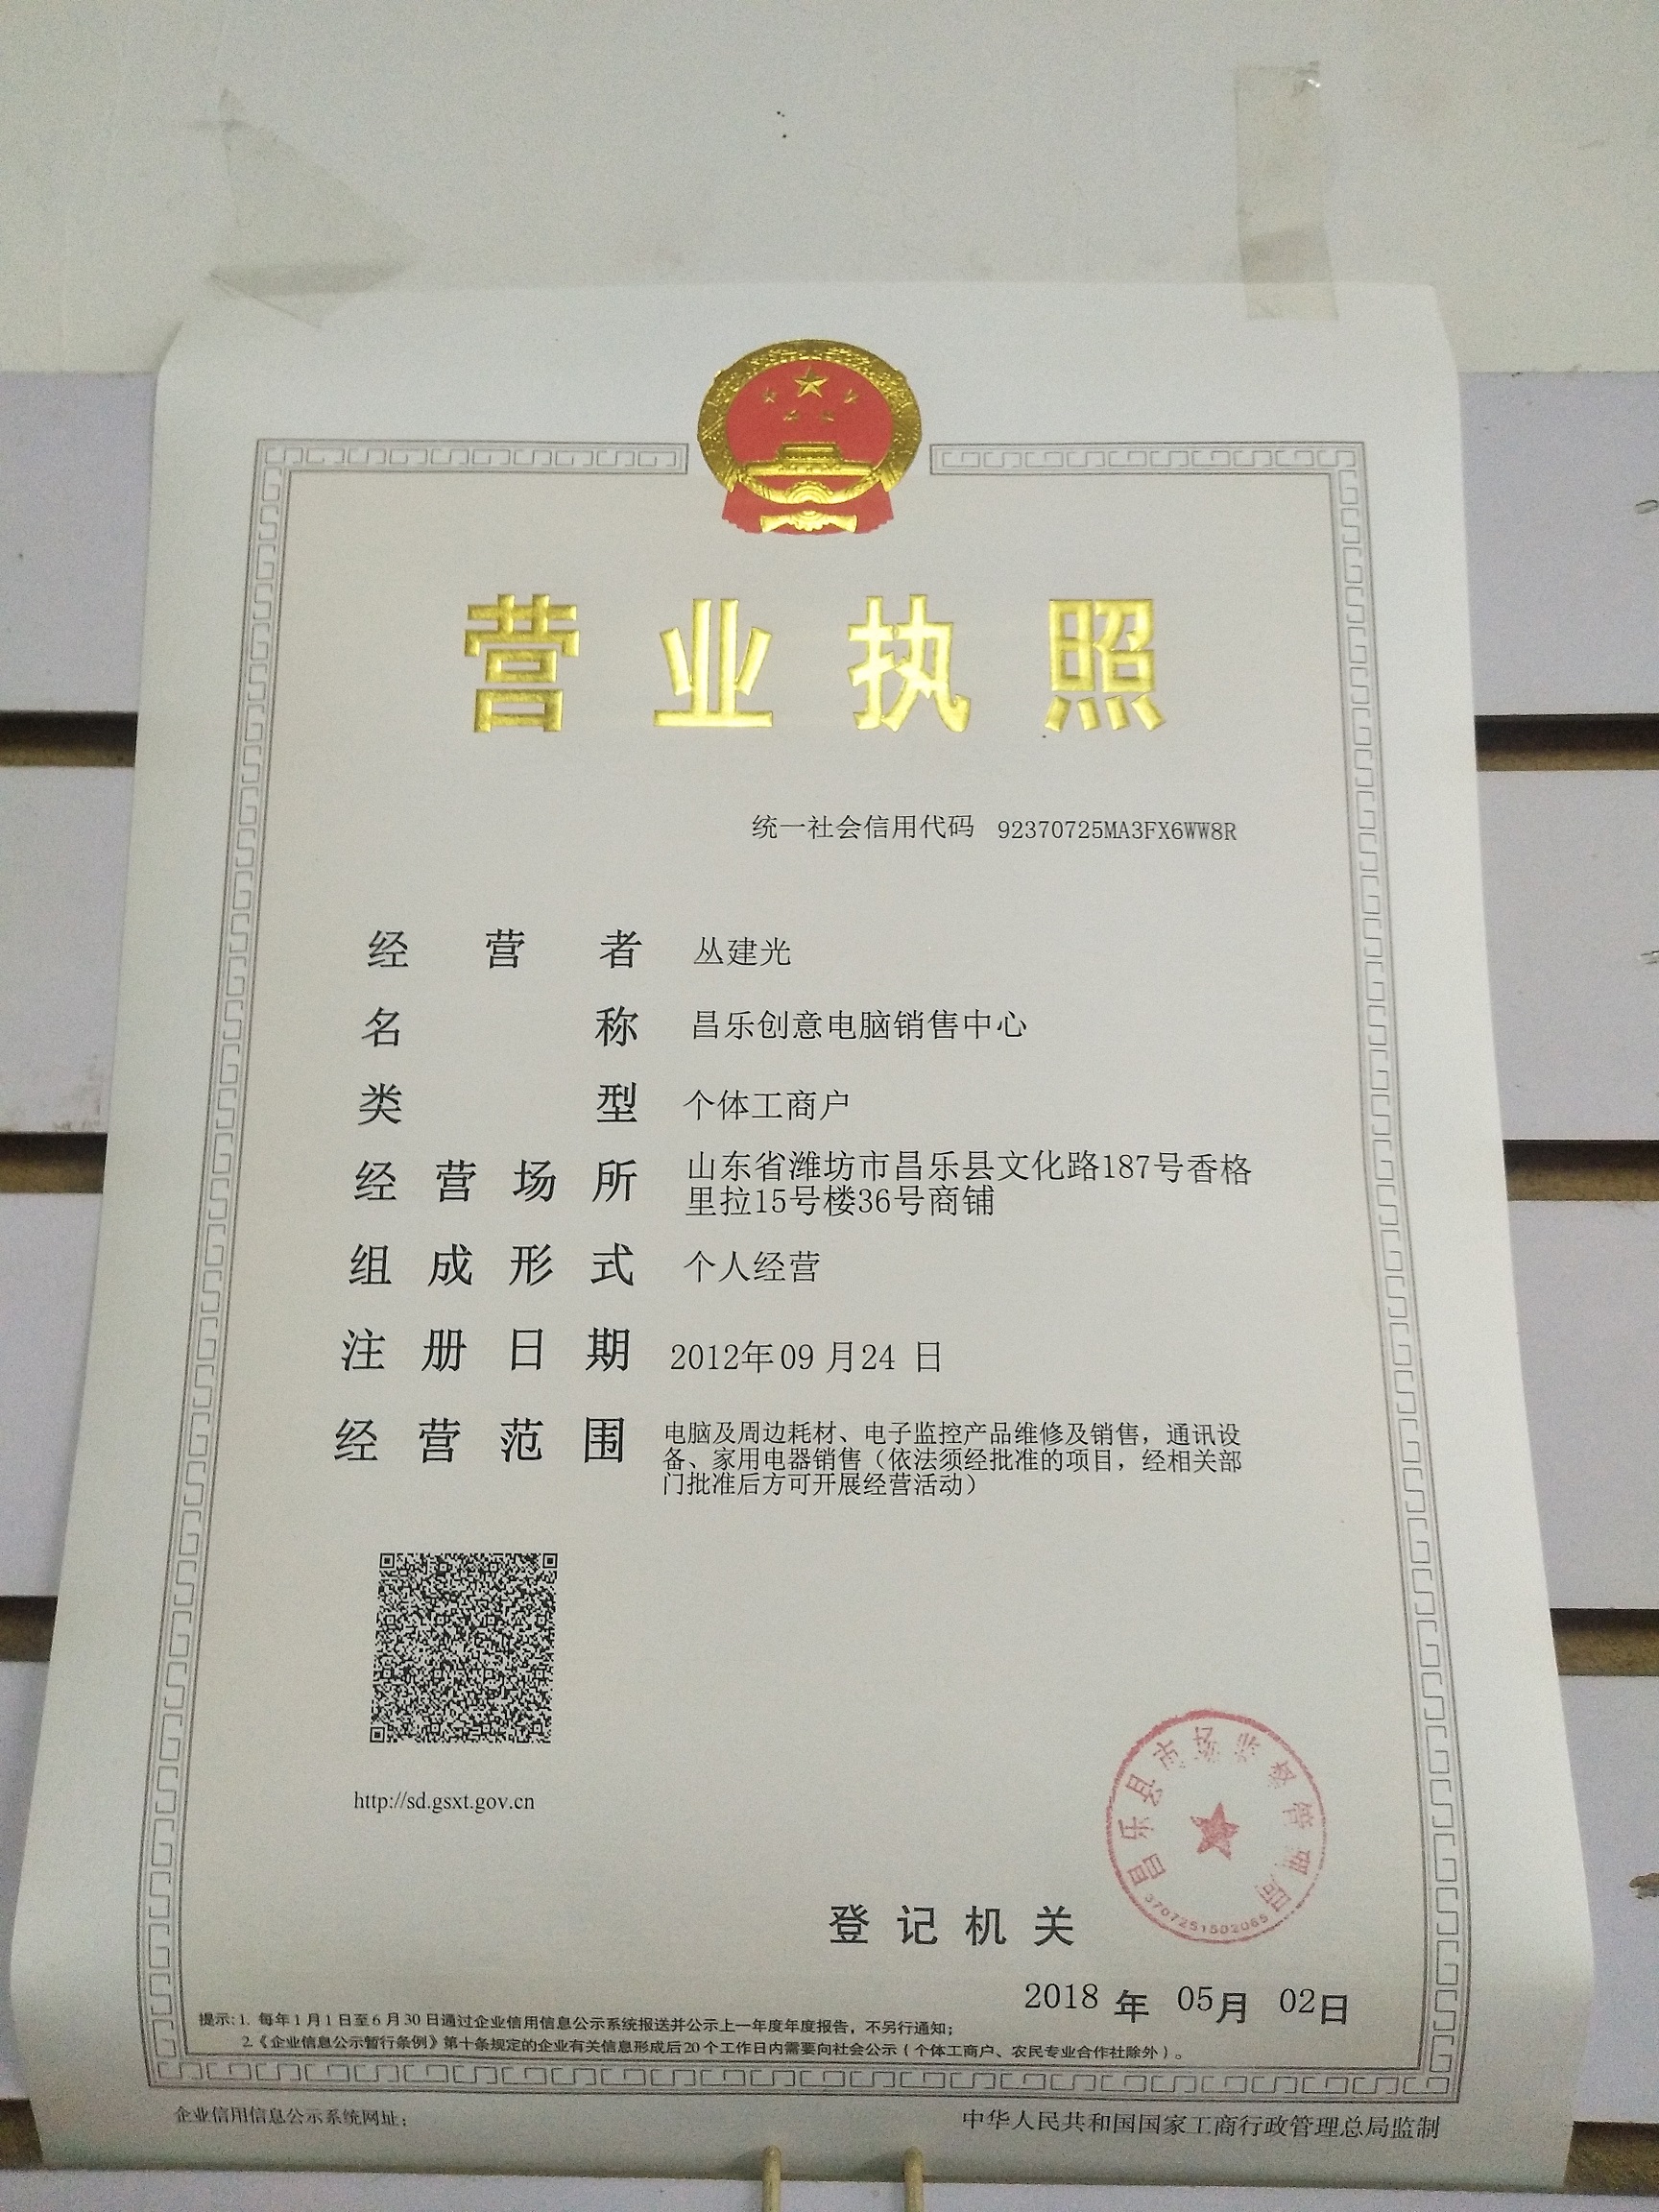 营业执照
统一社会信用代码 92370725MA3FX6WW8R
经营者 丛建光
名称 昌乐创意电脑销售中心
类型 个体工商户
经营场所 山东省潍坊市昌乐县文化路187号香格
里拉15号楼36号商铺
组成形式 个人经营
注册日期 2012年09月24日
经营范围 电脑及周边耗材、电子监控产品维修及销售，通讯设
备、家用电器销售（依法须经批准的项目，经相关部
门批准后方可开展经营活动）
http://sd.gsxt.gov.cn
昌乐县市场监督管理局
3707251502065
登记机关
2018年 05月 02日
提示：1. 每年1月1日至6月30日通过企业信用信息公示系统报送并公示上一年度年度报告，不另行通知；
2.《企业信息公示暂行条例》第十条规定的企业有关信息形成后20个工作日内需要向社会公示（个体工商户、农民专业合作社除外）。
企业信用信息公示系统网址：
中华人民共和国国家工商行政管理总局监制